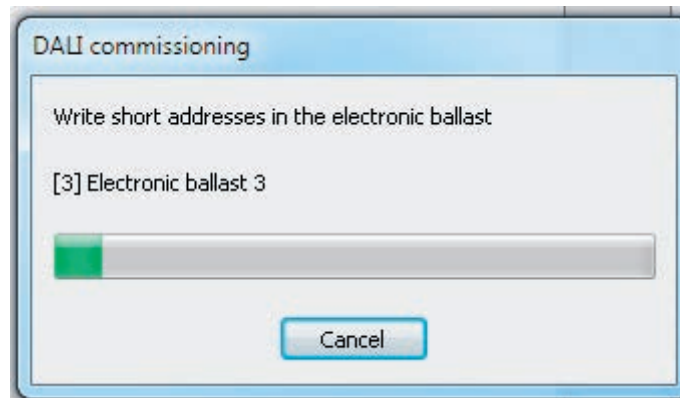 DALI commissioning
Write short addresses in the electronic ballast
[3] Electronic ballast 3
Cancel